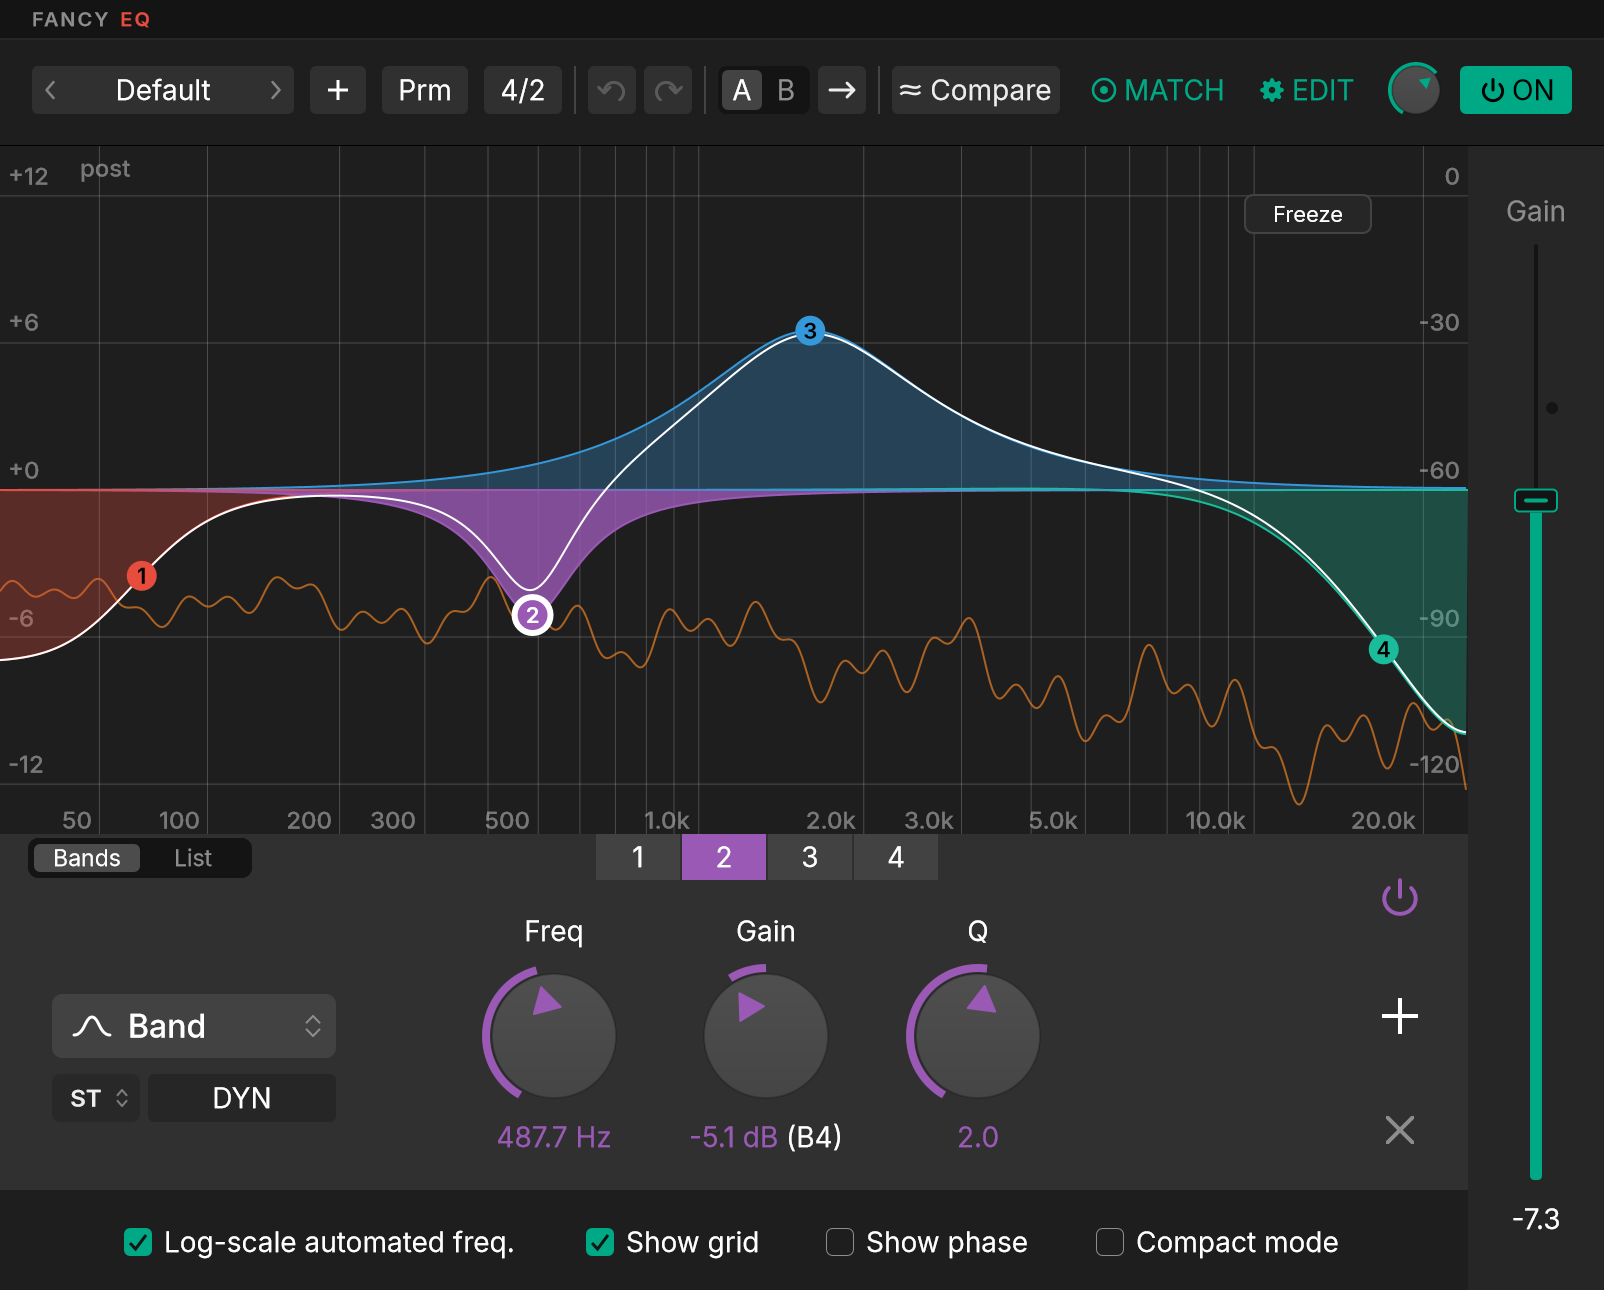 FANCY EQ
Default + Prm 4/2 A B → ≈ Compare MATCH EDIT ON
post
+12
+6
+0
-6
-12
0
-30
-60
-90
-120
Freeze
3
1
2
4
50 100 200 300 500 1.0k 2.0k 3.0k 5.0k 10.0k 20.0k
Gain
-7.3
Bands List
1 2 3 4
Freq Gain Q
Band
ST DYN
487.7 Hz -5.1 dB (B4) 2.0
Log-scale automated freq. Show grid Show phase Compact mode